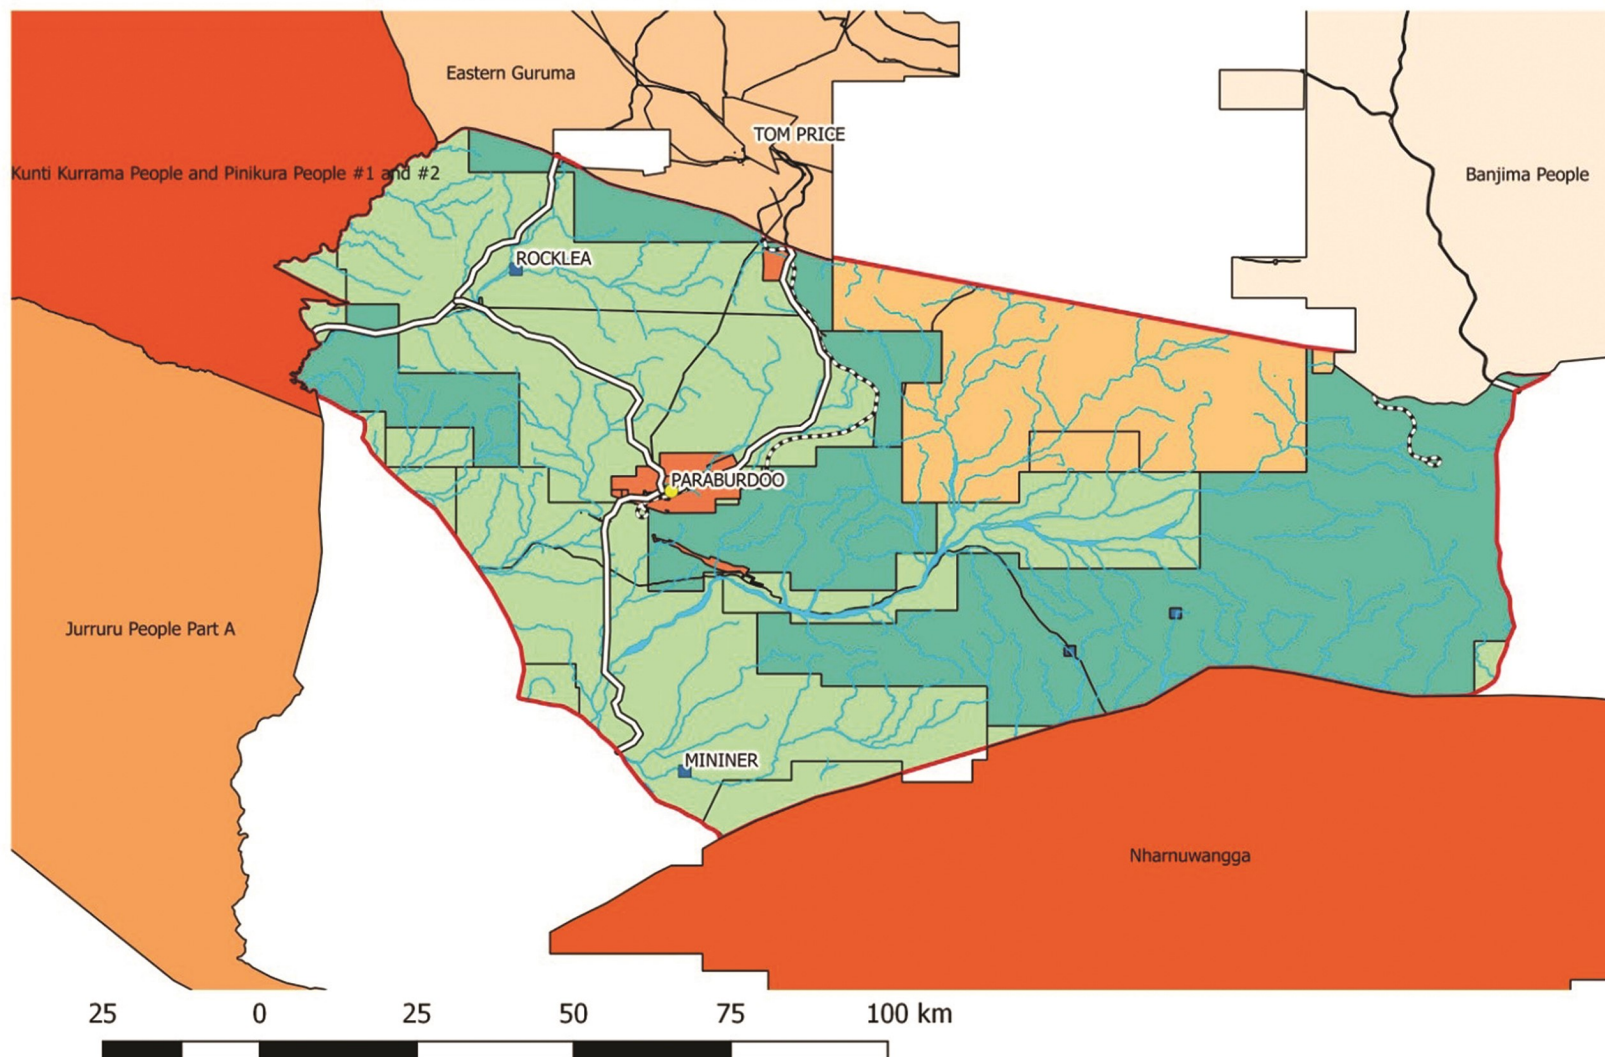 Eastern Guruma
TOM PRICE
Kunti Kurrama People and Pinikura People #1 and #2
Banjima People
ROCKLEA
PARABURDOO
Jurruru People Part A
MININER
Nharnuwangga
25 0 25 50 75 100 km